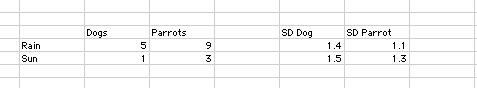 Dogs Parrots SD Dog SD Parrot
Rain 5 9 1.4 1.1
Sun 1 3 1.5 1.3